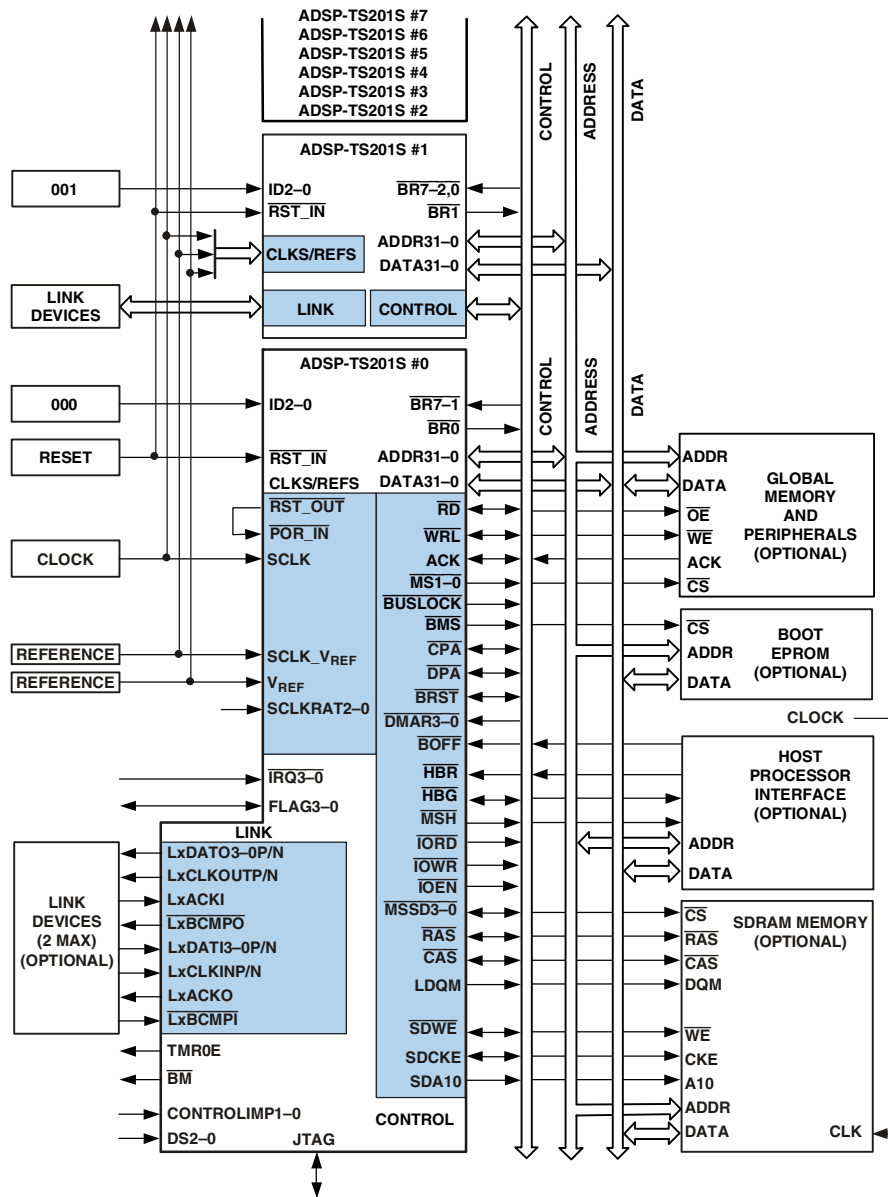 ADSP-TS201S #7
ADSP-TS201S #6
ADSP-TS201S #5
ADSP-TS201S #4
ADSP-TS201S #3
ADSP-TS201S #2
CONTROL
ADDRESS
DATA
ADSP-TS201S #1
001
ID2–0
BR7–2,0
RST_IN
BR1
ADDR31–0
CLKS/REFS
DATA31–0
LINK
DEVICES
LINK
CONTROL
ADSP-TS201S #0
CONTROL
ADDRESS
DATA
000
ID2–0
BR7–1
BR0
RESET
RST_IN
ADDR31–0
CLKS/REFS
DATA31–0
RST_OUT
RD
POR_IN
WRL
CLOCK
SCLK
ACK
MS1–0
BUSLOCK
BMS
REFERENCE
SCLK_VREF
CPA
REFERENCE
VREF
DPA
SCLKRAT2–0
BRST
DMAR3–0
BOFF
IRQ3–0
HBR
FLAG3–0
HBG
MSH
LINK
IORD
IOWR
IOEN
MSSD3–0
RAS
CAS
LDQM
SDWE
SDCKE
SDA10
LINK
DEVICES
(2 MAX)
(OPTIONAL)
LxDATO3–0P/N
LxCLKOUTP/N
LxACKI
LxBCMPO
LxDATI3–0P/N
LxCLKINP/N
LxACKO
LxBCMPI
TMR0E
BM
CONTROLIMP1–0
CONTROL
DS2–0
JTAG
ADDR
DATA
OE
WE
ACK
CS
GLOBAL
MEMORY
AND
PERIPHERALS
(OPTIONAL)
CS
ADDR
DATA
BOOT
EPROM
(OPTIONAL)
CLOCK
HOST
PROCESSOR
INTERFACE
(OPTIONAL)
ADDR
DATA
SDRAM MEMORY
(OPTIONAL)
CS
RAS
CAS
DQM
WE
CKE
A10
ADDR
DATA
CLK